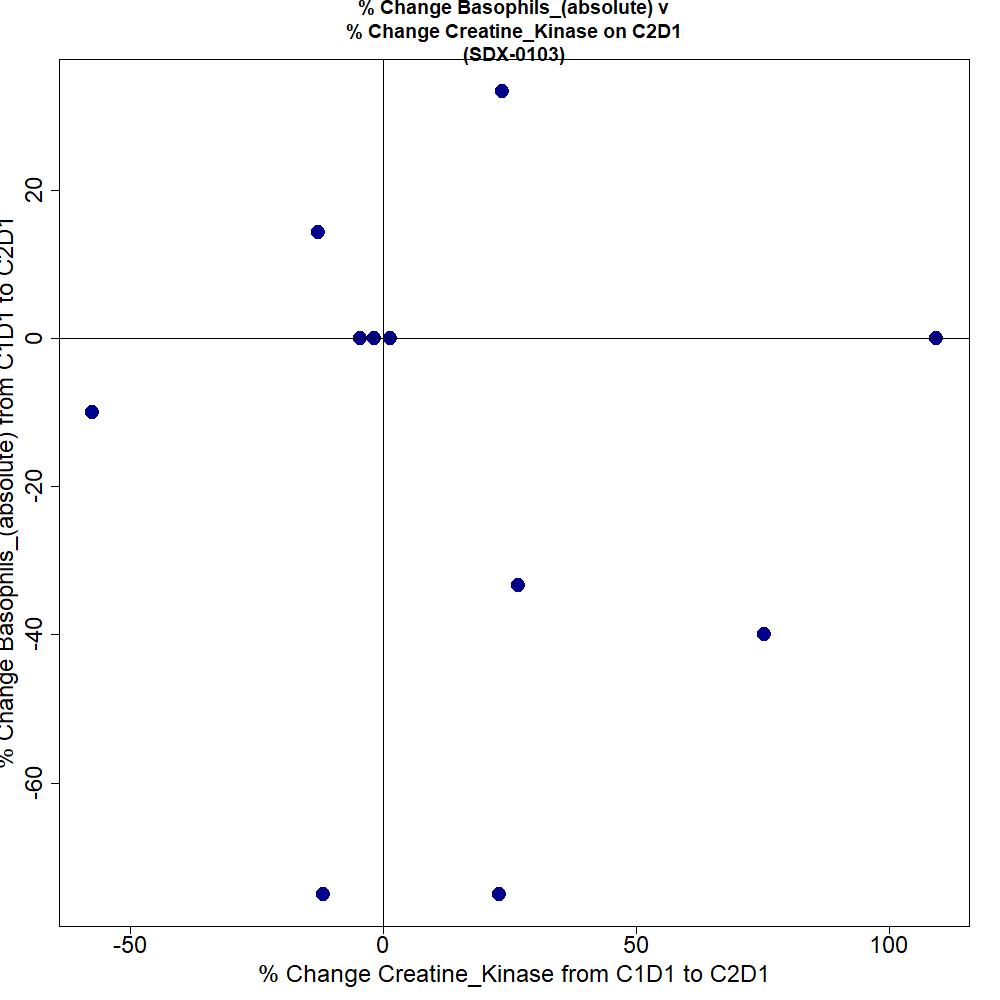 % Change Basophils_(absolute) v
% Change Creatine_Kinase on C2D1
(SDX-0103)
% Change Basophils_(absolute) from C1D1 to C2D1
20
0
-20
-40
-60
-50
0
50
100
% Change Creatine_Kinase from C1D1 to C2D1